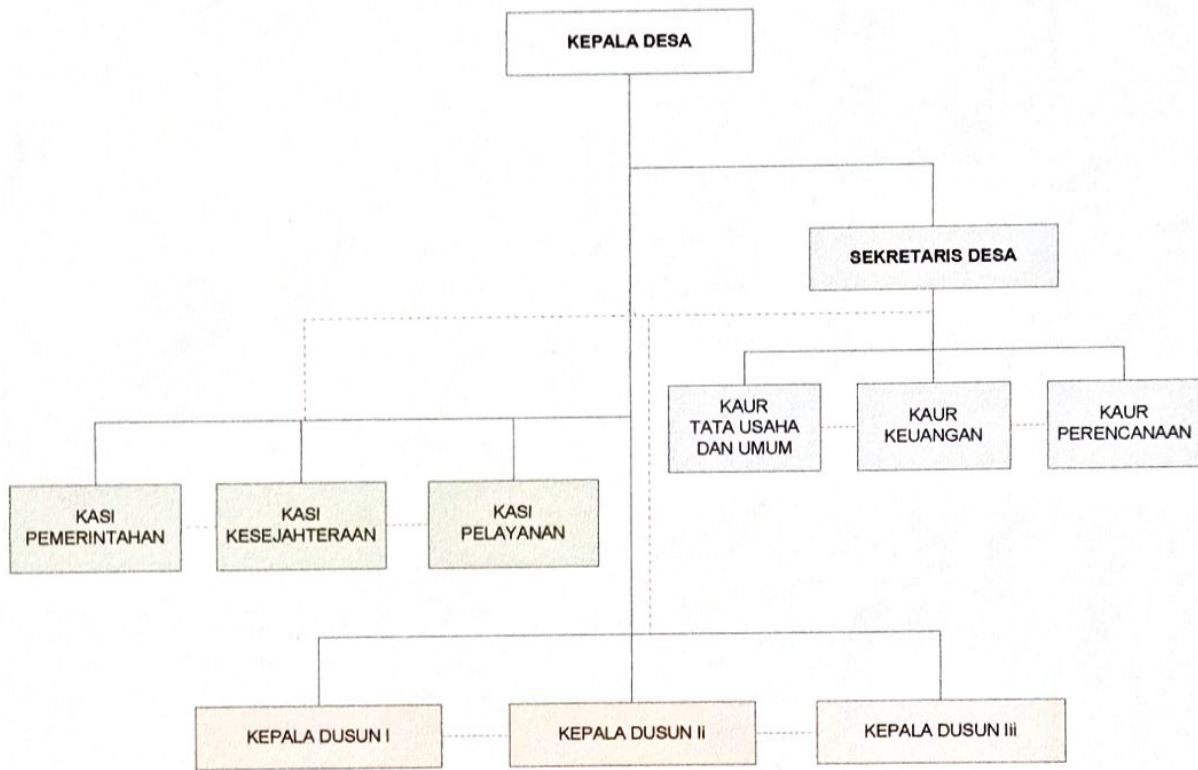 KEPALA DESA
SEKRETARIS DESA
KAUR
TATA USAHA
DAN UMUM
KAUR
KEUANGAN
KAUR
PERENCANAAN
KASI
PEMERINTAHAN
KASI
KESEJAHTERAAN
KASI
PELAYANAN
KEPALA DUSUN I
KEPALA DUSUN Ii
KEPALA DUSUN Iii